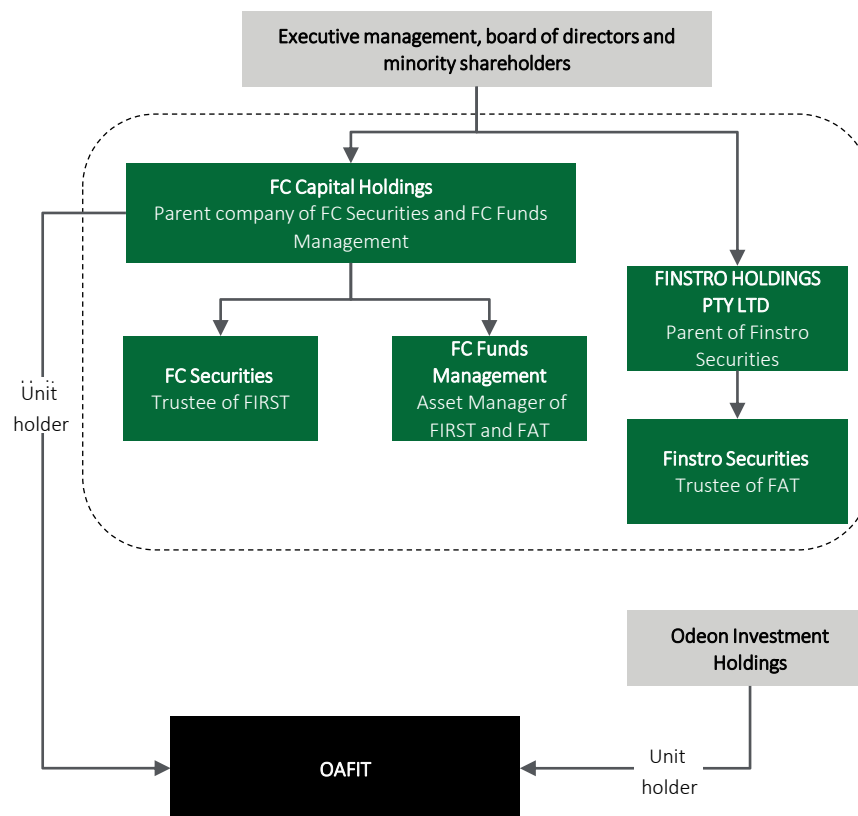 Executive management, board of directors and
minority shareholders
FC Capital Holdings
Parent company of FC Securities and FC Funds
Management
FINSTRO HOLDINGS
PTY LTD
Parent of Finstro
Securities
FC Securities
Trustee of FIRST
FC Funds
Management
Asset Manager of
FIRST and FAT
Unit
holder
Finstro Securities
Trustee of FAT
Odeon Investment
Holdings
OAFIT
Unit
holder